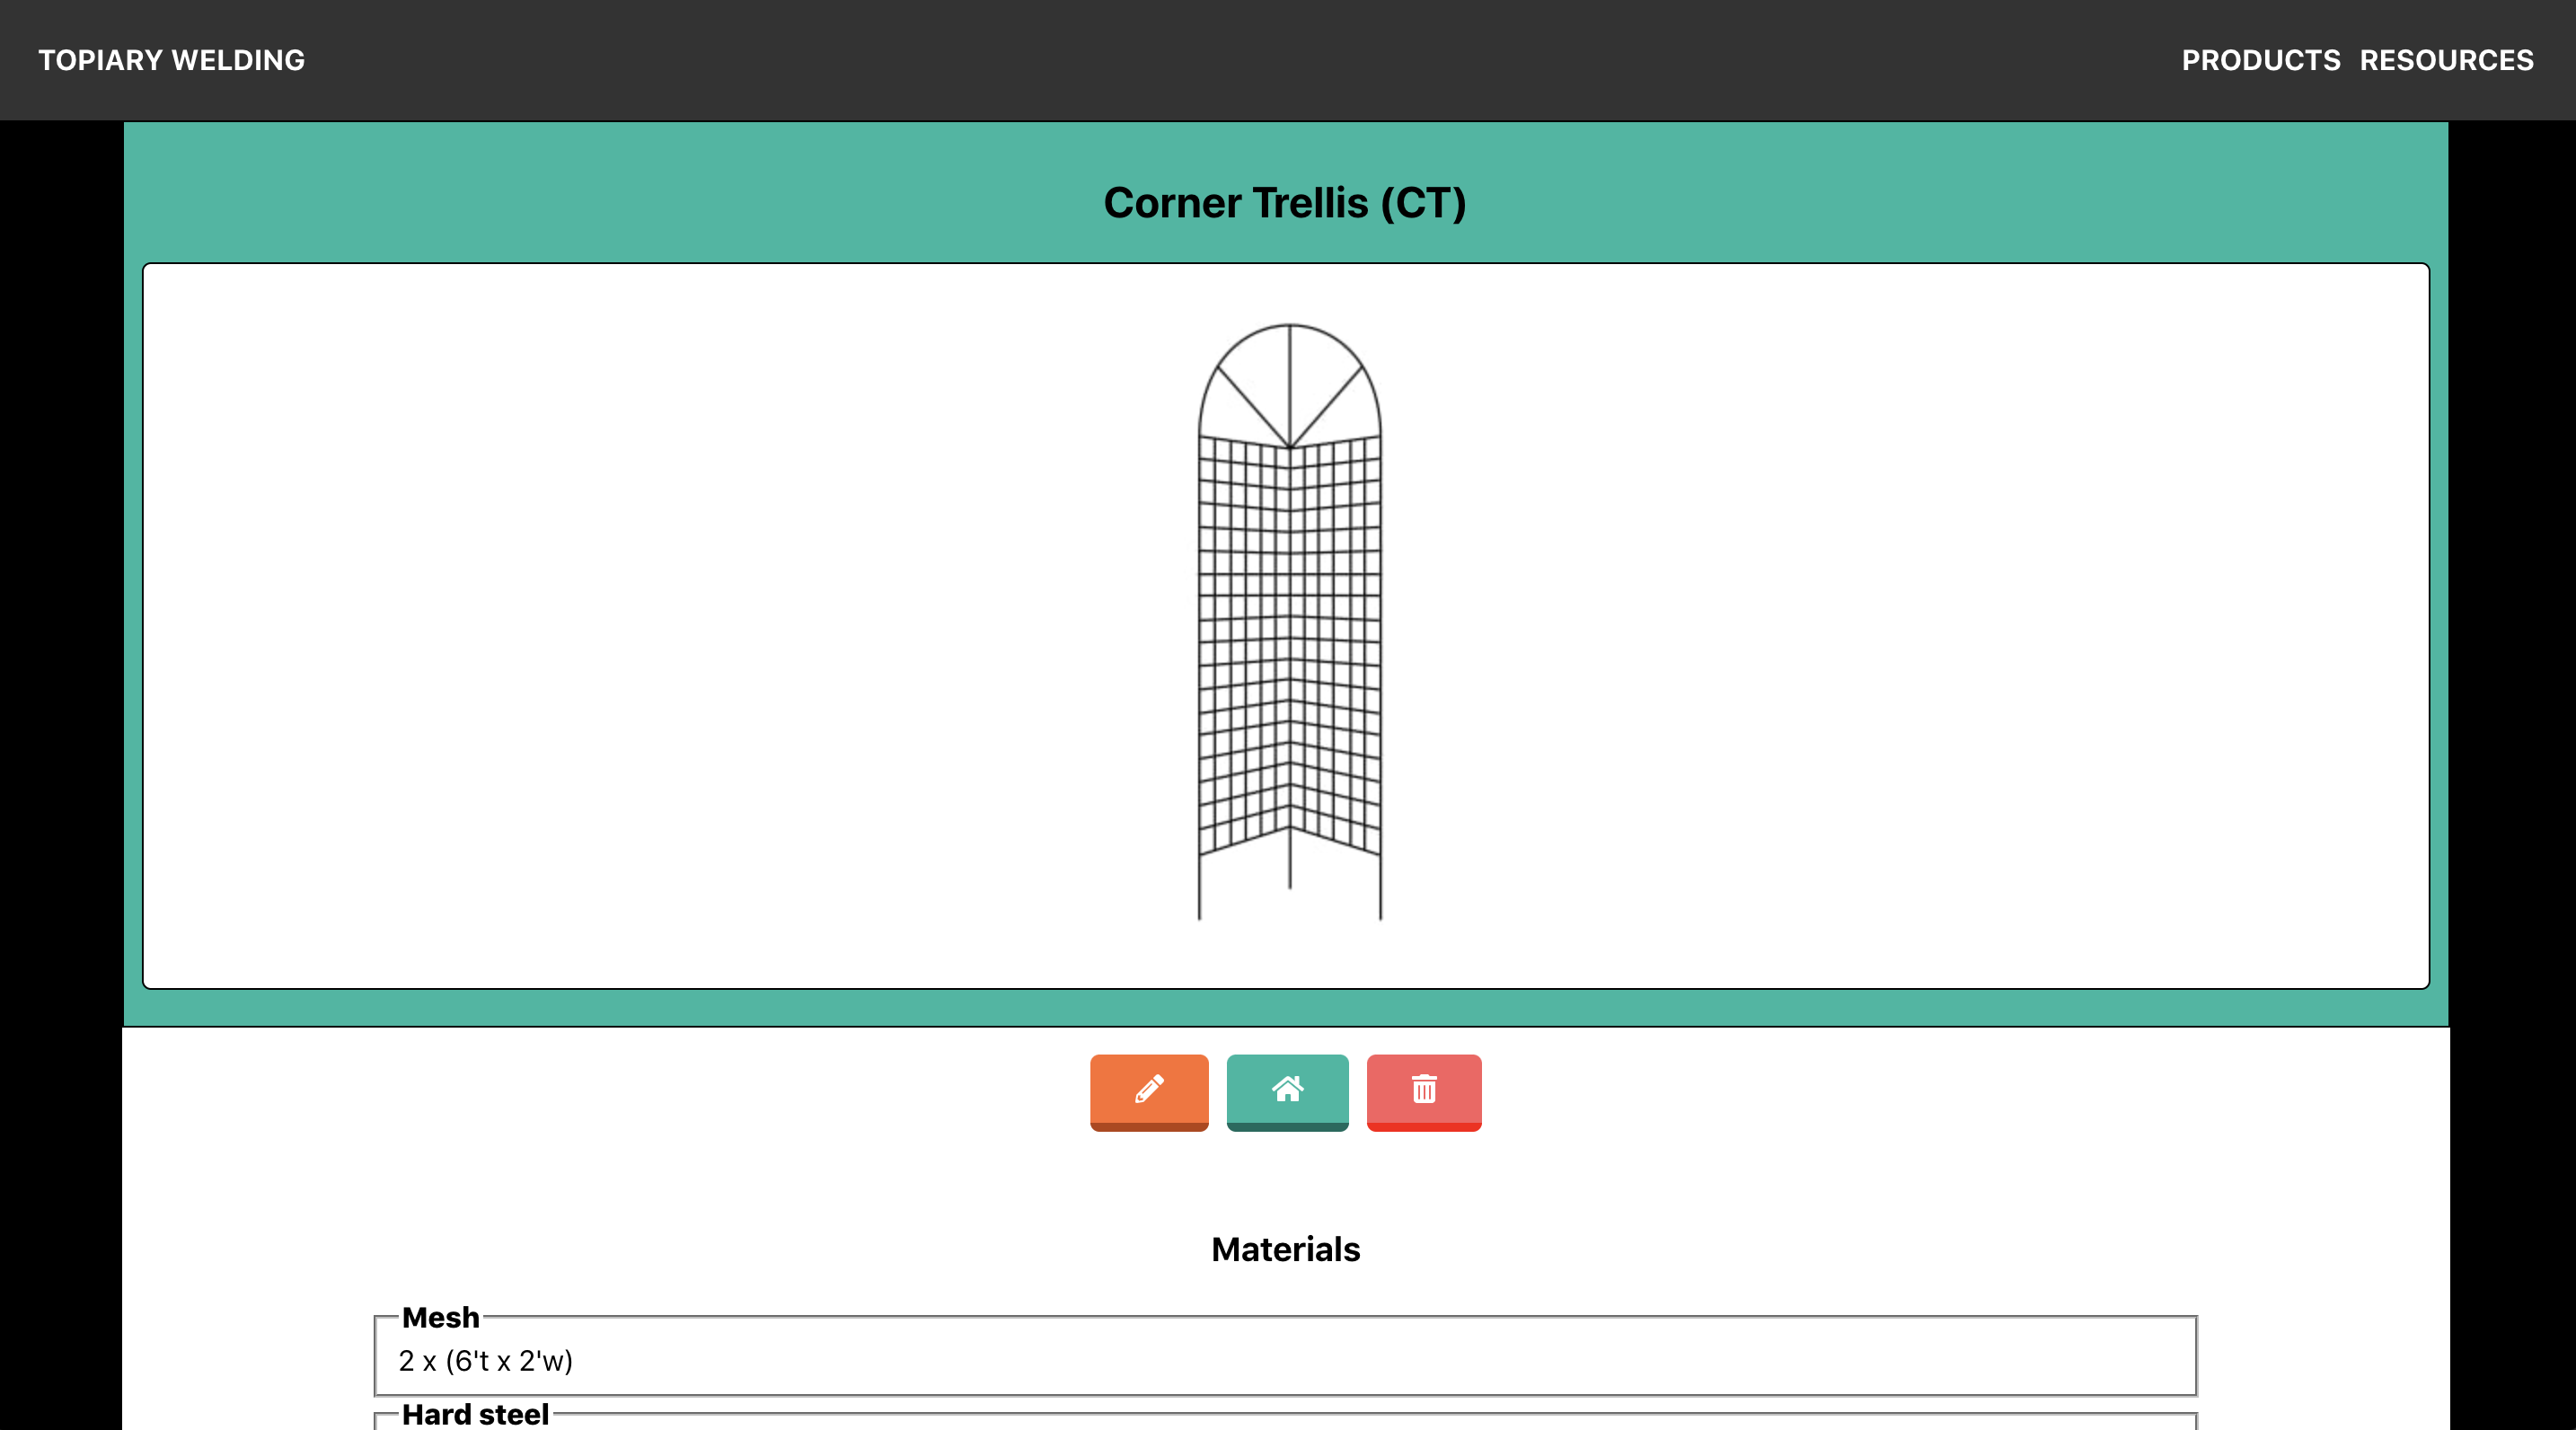 TOPIARY WELDING
PRODUCTS RESOURCES
Corner Trellis (CT)
Materials
Mesh
2 x (6't x 2'w)
Hard steel